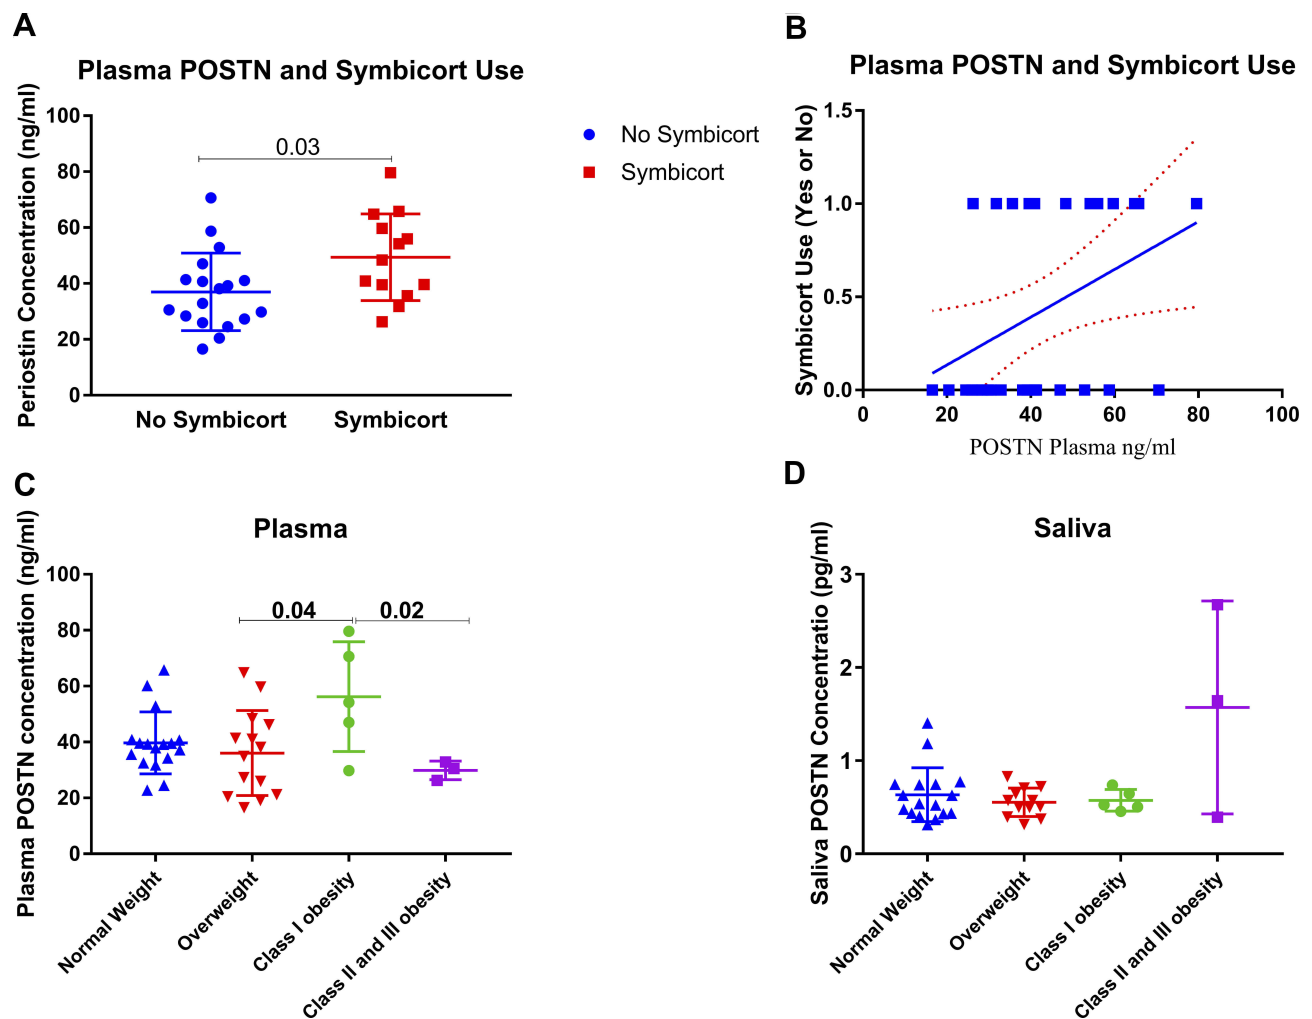 A
Plasma POSTN and Symbicort Use
Periostin Concentration (ng/ml)
100
80
60
40
20
0
0.03
No Symbicort
Symbicort
No Symbicort
Symbicort
B
Plasma POSTN and Symbicort Use
Symbicort Use (Yes or No)
1.5
1.0
0.5
0.0
0
20
40
60
80
100
POSTN Plasma ng/ml
C
Plasma
Plasma POSTN concentration (ng/ml)
100
80
60
40
20
0
0.04
0.02
Normal Weight
Overweight
Class I obesity
Class II and III obesity
D
Saliva
Saliva POSTN Concentratio (pg/ml)
3
2
1
0
Normal Weight
Overweight
Class I obesity
Class II and III obesity